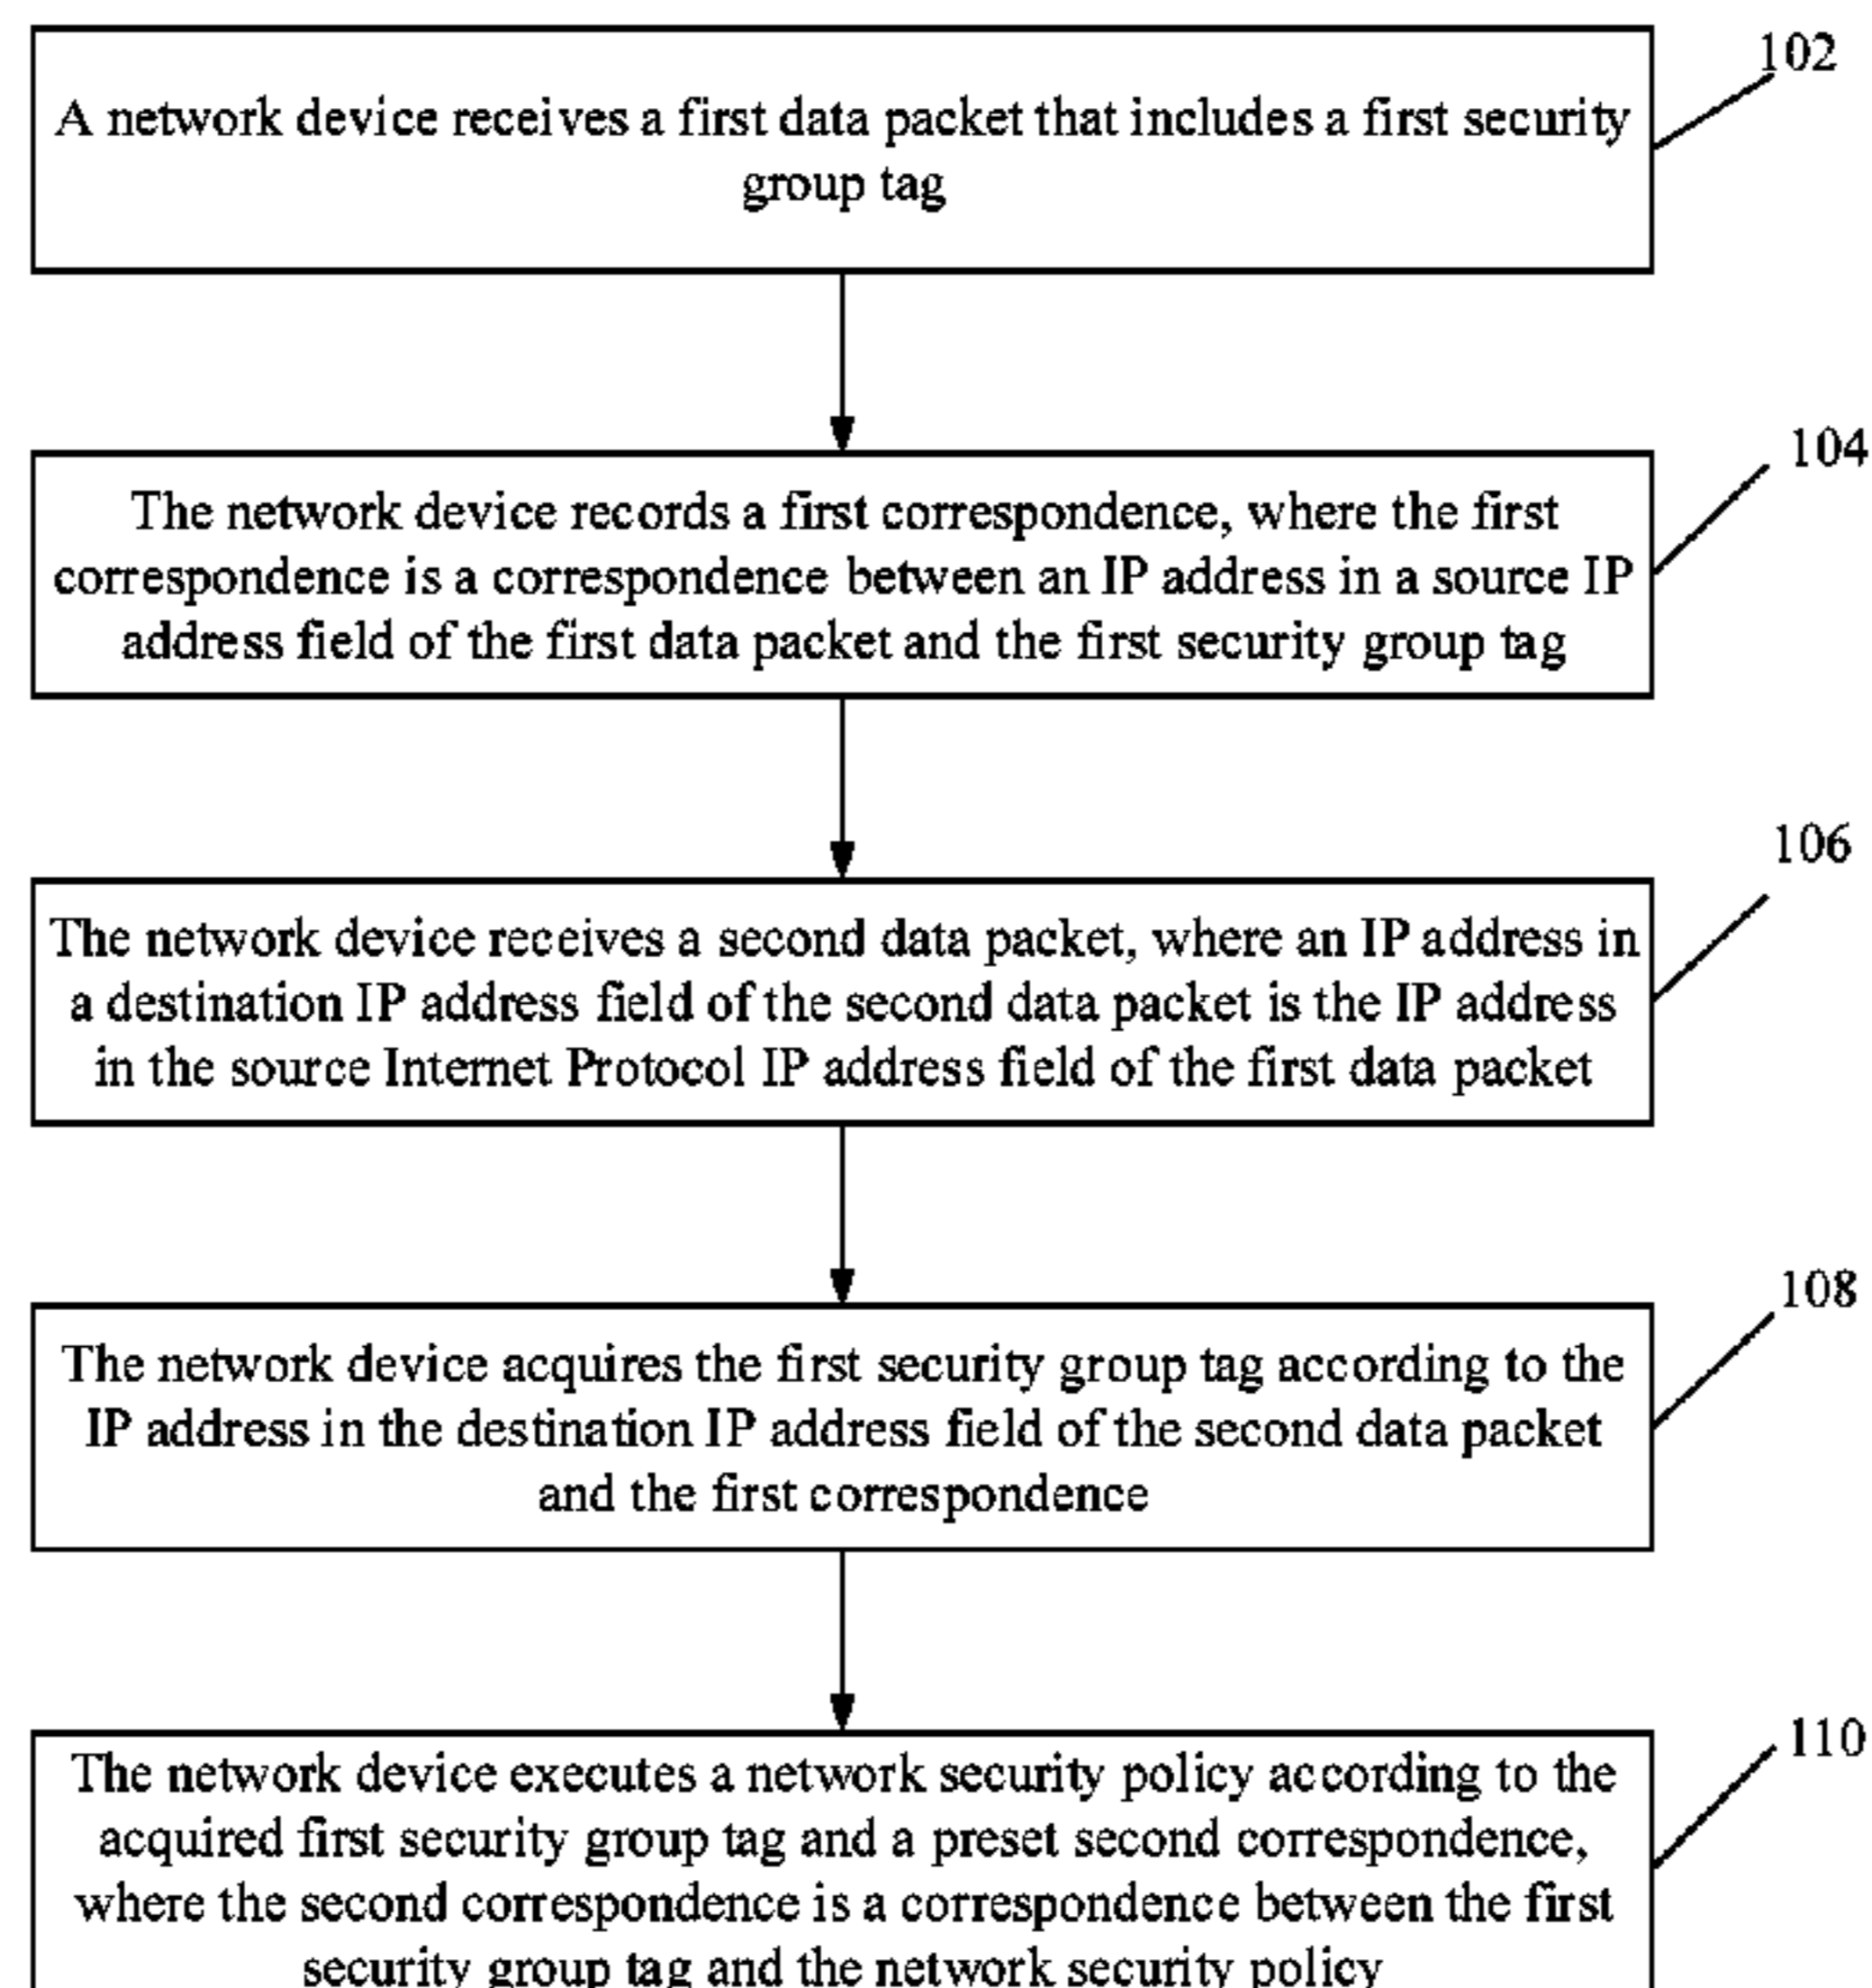 102
A network device receives a first data packet that includes a first security
group tag
104
The network device records a first correspondence, where the first
correspondence is a correspondence between an IP address in a source IP
address field of the first data packet and the first security group tag
106
The network device receives a second data packet, where an IP address in
a destination IP address field of the second data packet is the IP address
in the source Internet Protocol IP address field of the first data packet
108
The network device acquires the first security group tag according to the
IP address in the destination IP address field of the second data packet
and the first correspondence
110
The network device executes a network security policy according to the
acquired first security group tag and a preset second correspondence,
where the second correspondence is a correspondence between the first
security group tag and the network security policy